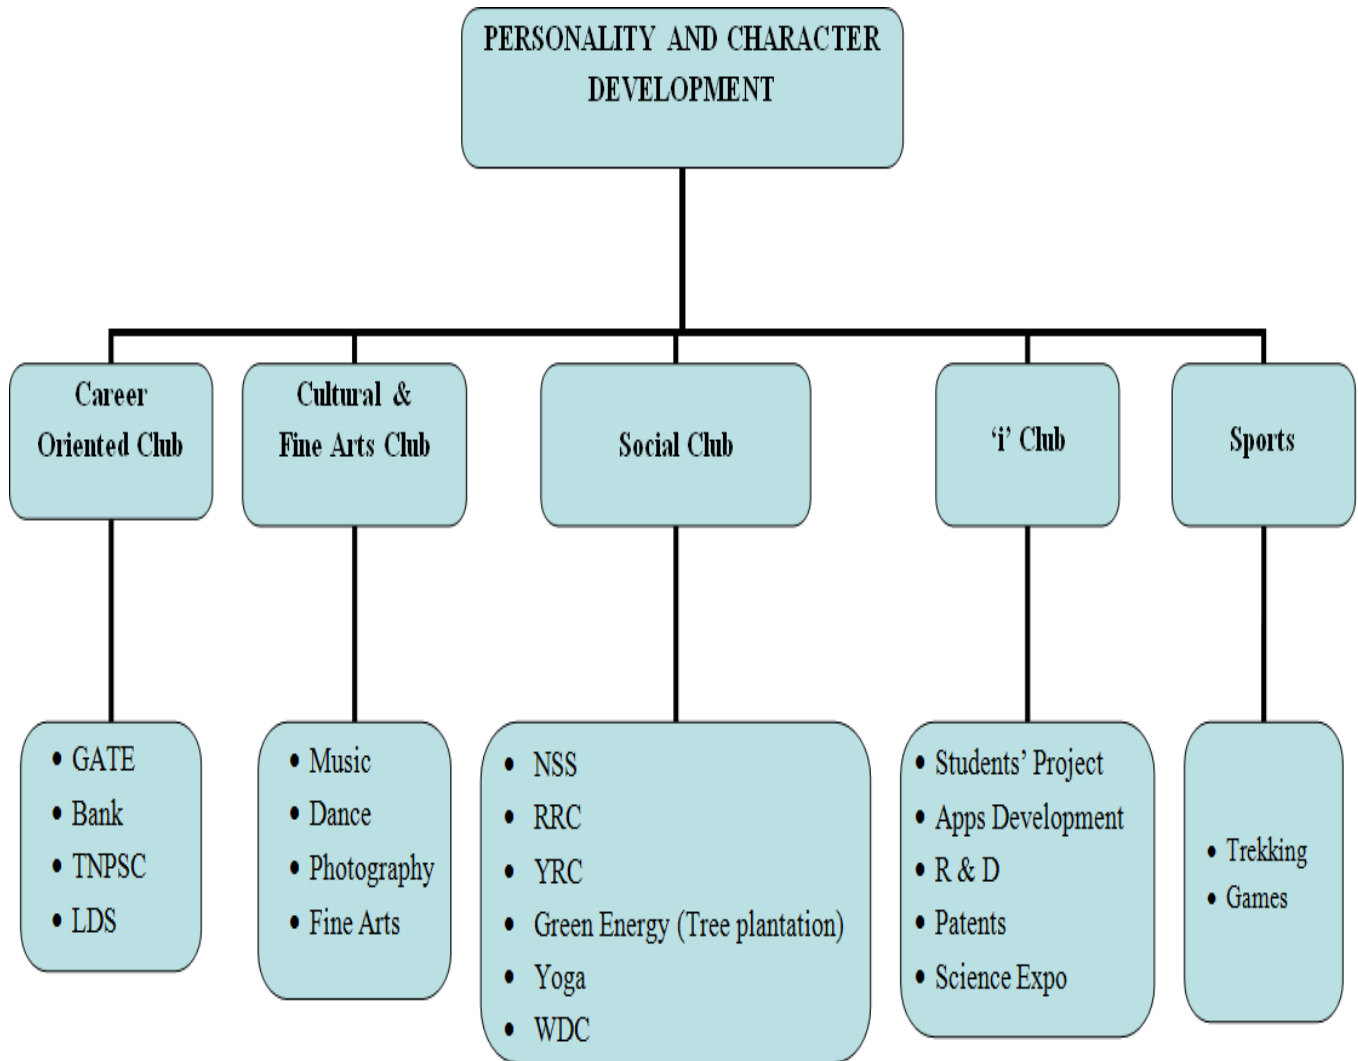 PERSONALITY AND CHARACTER
DEVELOPMENT
Career
Oriented Club
Cultural &
Fine Arts Club
Social Club
‘i’ Club
Sports
• GATE
• Bank
• TNPSC
• LDS
• Music
• Dance
• Photography
• Fine Arts
• NSS
• RRC
• YRC
• Green Energy (Tree plantation)
• Yoga
• WDC
• Students’ Project
• Apps Development
• R & D
• Patents
• Science Expo
• Trekking
• Games